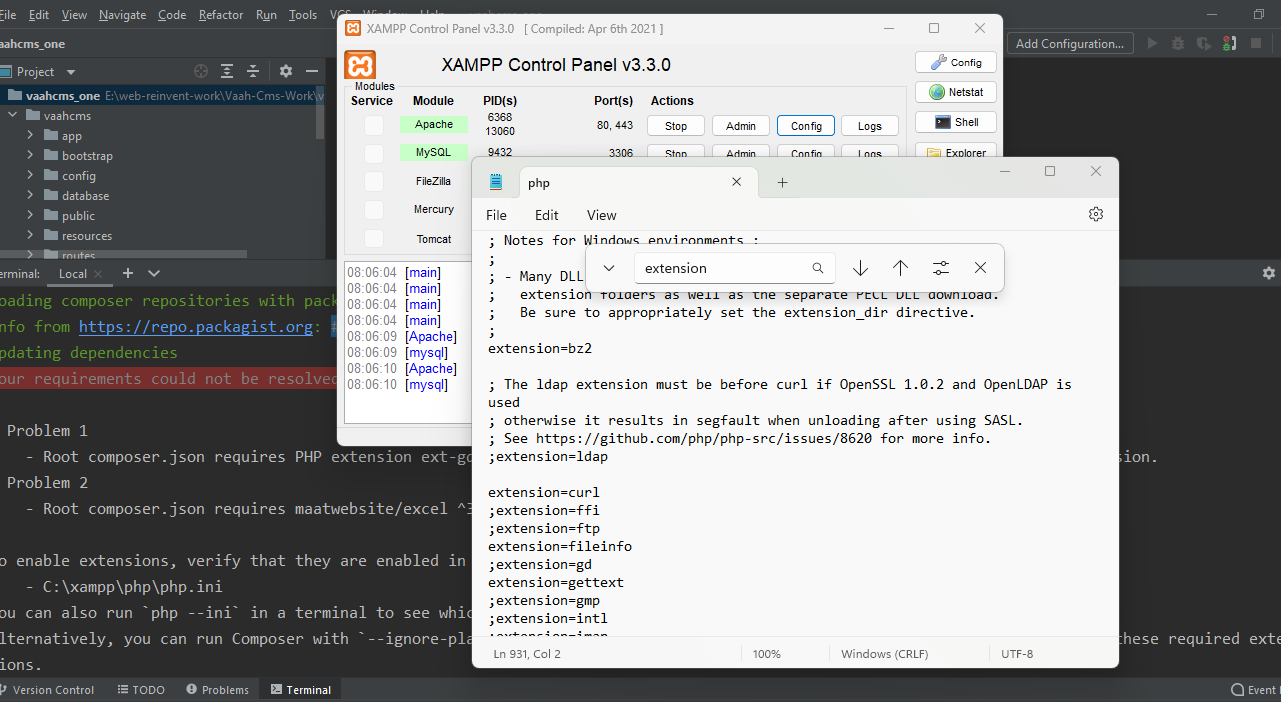 File Edit View Navigate Code Refactor Run Tools VCS Window Help
XAMPP Control Panel v3.3.0 [ Compiled: Apr 6th 2021 ]
vaahcms_one
Add Configuration...
Project
XAMPP Control Panel v3.3.0
Config
Modules
Service Module PID(s) Port(s) Actions
Netstat
vaahcms_one E:\web-reinvent-work\Vaah-Cms-Work\v
vaahcms
app
bootstrap
config
database
public
resources
routes
Apache 6368 13060 80, 443 Stop Admin Config Logs
Shell
MySQL 9432 3306 Stop Admin Config Logs
Explorer
FileZilla
Mercury
Tomcat
php
File Edit View
; Notes for Windows environments :
;
; - Many DLL
extension
; extension folders as well as the separate PECL DLL download.
; Be sure to appropriately set the extension_dir directive.
;
extension=bz2
; The ldap extension must be before curl if OpenSSL 1.0.2 and OpenLDAP is
used
; otherwise it results in segfault when unloading after using SASL.
; See https://github.com/php/php-src/issues/8620 for more info.
;extension=ldap
extension=curl
;extension=ffi
;extension=ftp
extension=fileinfo
;extension=gd
extension=gettext
;extension=gmp
;extension=intl
;extension=imap
Ln 931, Col 2 100% Windows (CRLF) UTF-8
08:06:04 [main]
08:06:04 [main]
08:06:04 [main]
08:06:04 [main]
08:06:09 [Apache]
08:06:09 [mysql]
08:06:10 [Apache]
08:06:10 [mysql]
erminal: Local
oading composer repositories with pack
nfo from https://repo.packagist.org: #
pdating dependencies
our requirements could not be resolved
Problem 1
- Root composer.json requires PHP extension ext-gd
sion.
Problem 2
- Root composer.json requires maatwebsite/excel ^3
o enable extensions, verify that they are enabled in
- C:\xampp\php\php.ini
ou can also run `php --ini` in a terminal to see whic
lternatively, you can run Composer with `--ignore-pla
these required exte
ions.
Version Control TODO Problems Terminal
Event